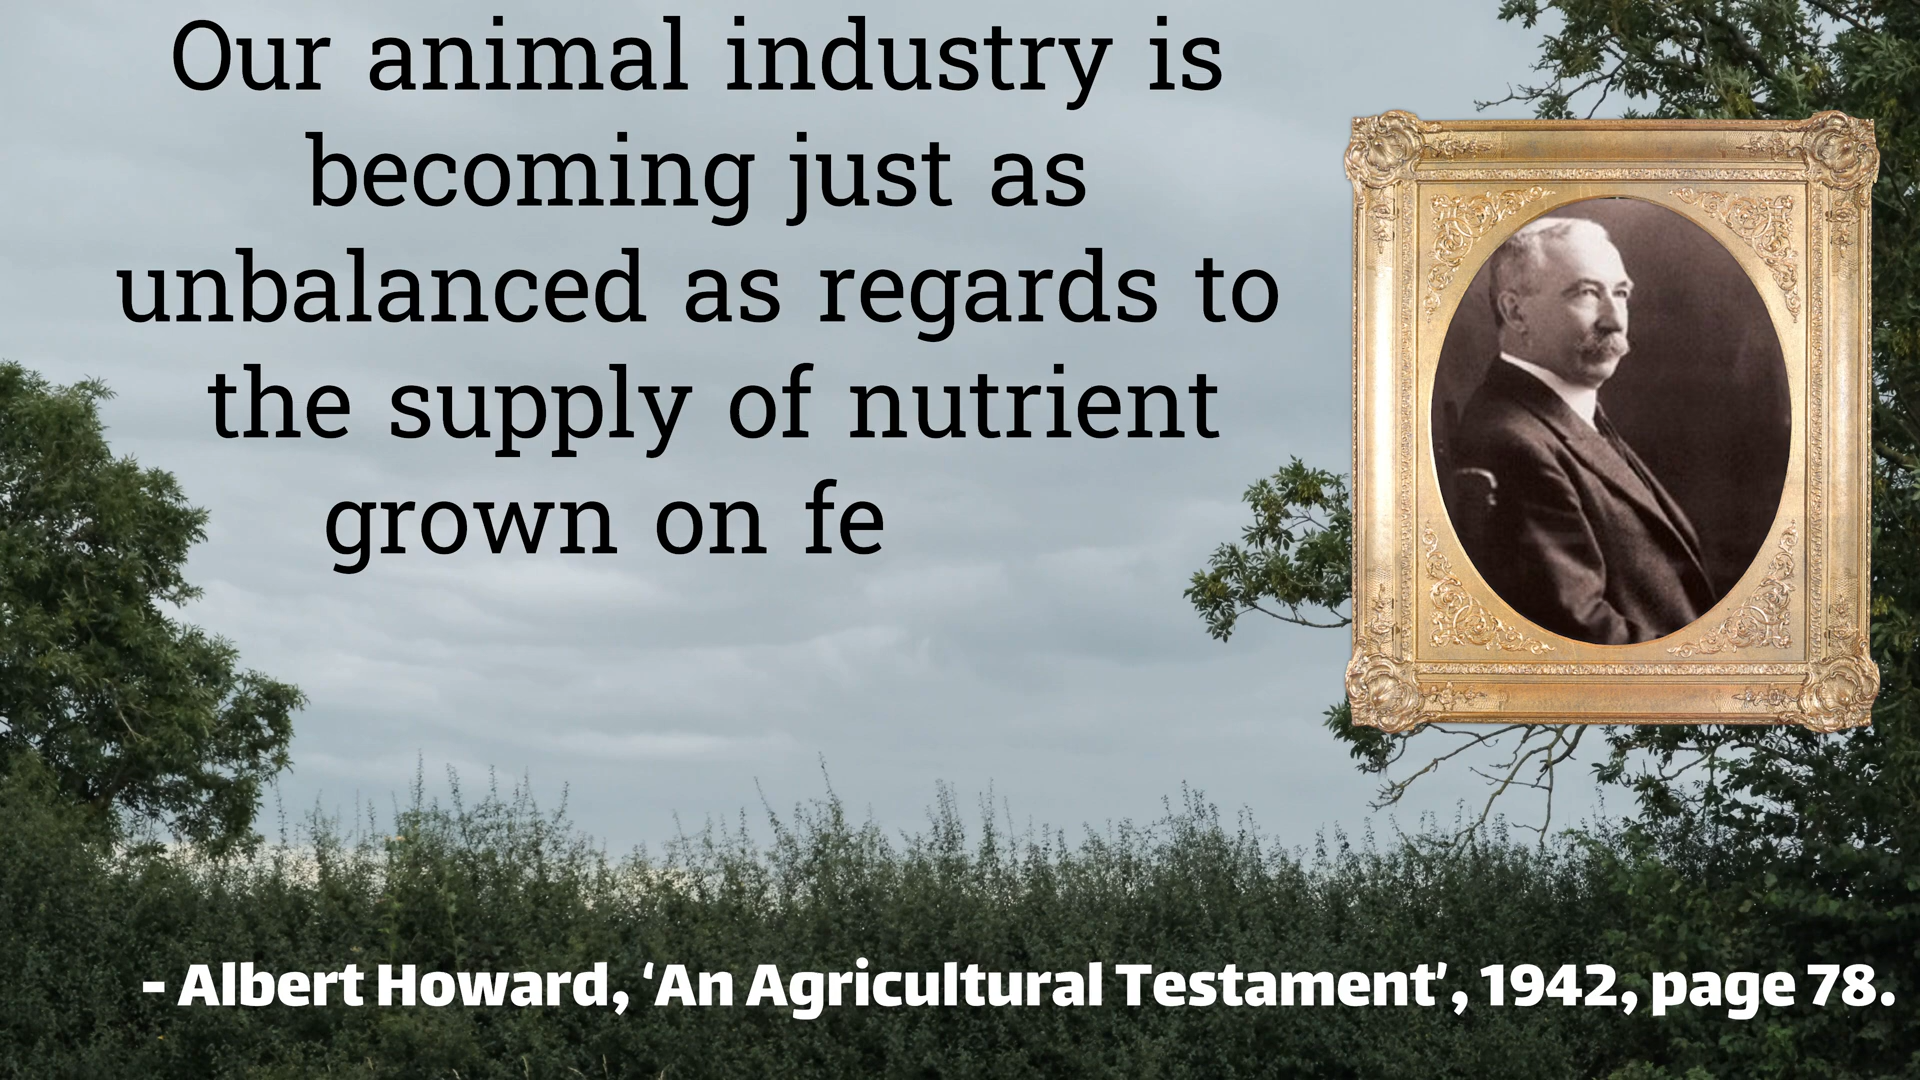 Our animal industry is
becoming just as
unbalanced as regards to
the supply of nutrient
grown on fe
– Albert Howard, ‘An Agricultural Testament’, 1942, page 78.